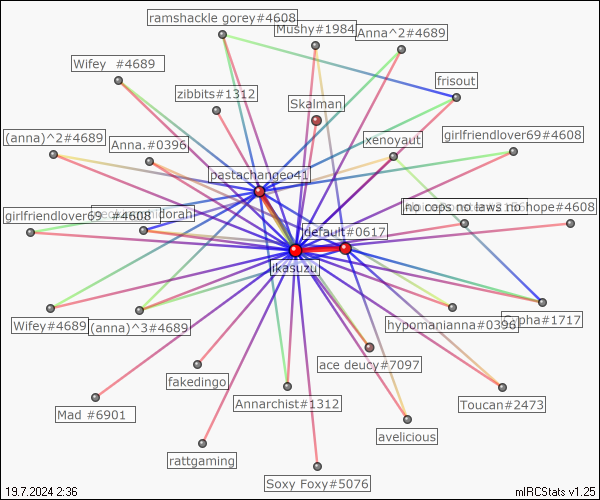 ramshackle gorey#4608
Mushy#1984
Anna^2#4689
Wifey #4689
frisout
zibbits#1312
Skalman
(anna)^2#4689
Anna.#0396
xenoyaut
girlfriendlover69#4608
pastachangeo41
girlfriendlover69 #4608
midorah
no cops no laws no hope#4608
default#0617
ikasuzu
Wifey#4689
(anna)^3#4689
hypomanianna#0396
#1717
ace deucy#7097
fakedingo
Annarchist#1312
Toucan#2473
Mad #6901
avelicious
rattgaming
Soxy Foxy#5076
19.7.2024 2:36
mIRCStats v1.25